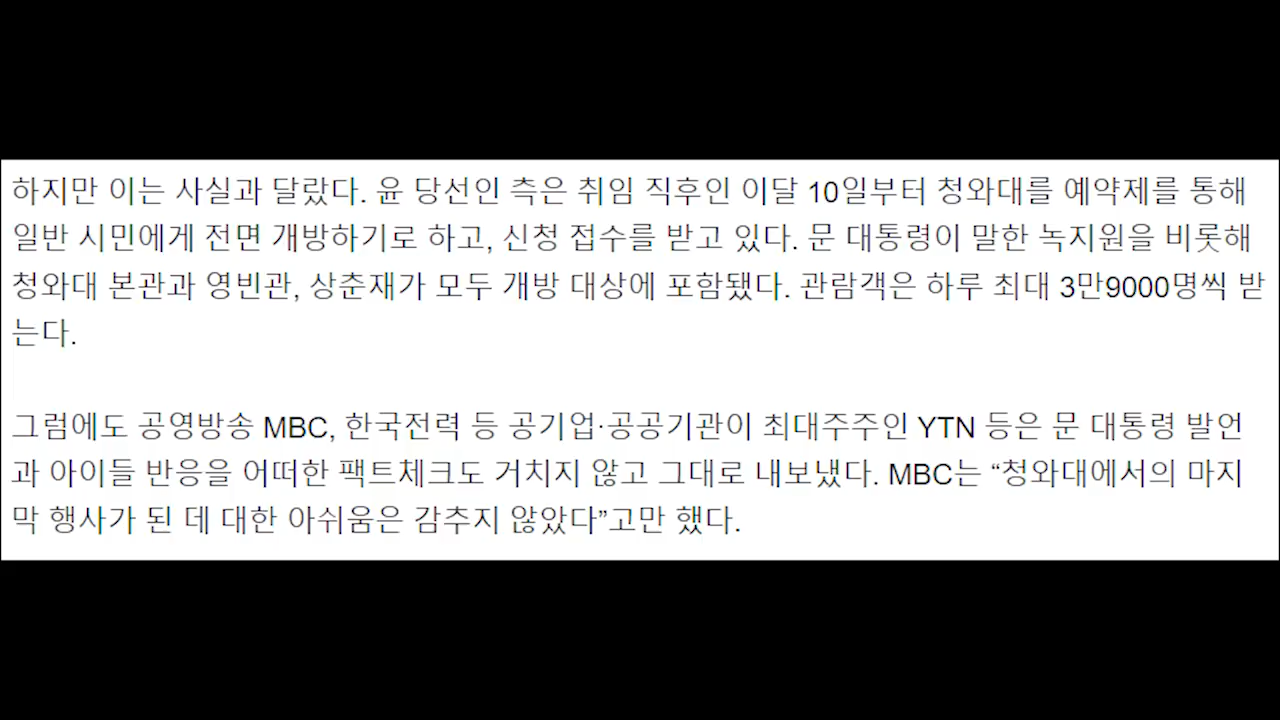 하지만 이는 사실과 달랐다. 윤 당선인 측은 취임 직후인 이달 10일부터 청와대를 예약제를 통해
일반 시민에게 전면 개방하기로 하고, 신청 접수를 받고 있다. 문 대통령이 말한 녹지원을 비롯해
청와대 본관과 영빈관, 상춘재가 모두 개방 대상에 포함됐다. 관람객은 하루 최대 3만9000명씩 받
는다.
그럼에도 공영방송 MBC, 한국전력 등 공기업·공공기관이 최대주주인 YTN 등은 문 대통령 발언
과 아이들 반응을 어떠한 팩트체크도 거치지 않고 그대로 내보냈다. MBC는 “청와대에서의 마지
막 행사가 된 데 대한 아쉬움은 감추지 않았다”고만 했다.